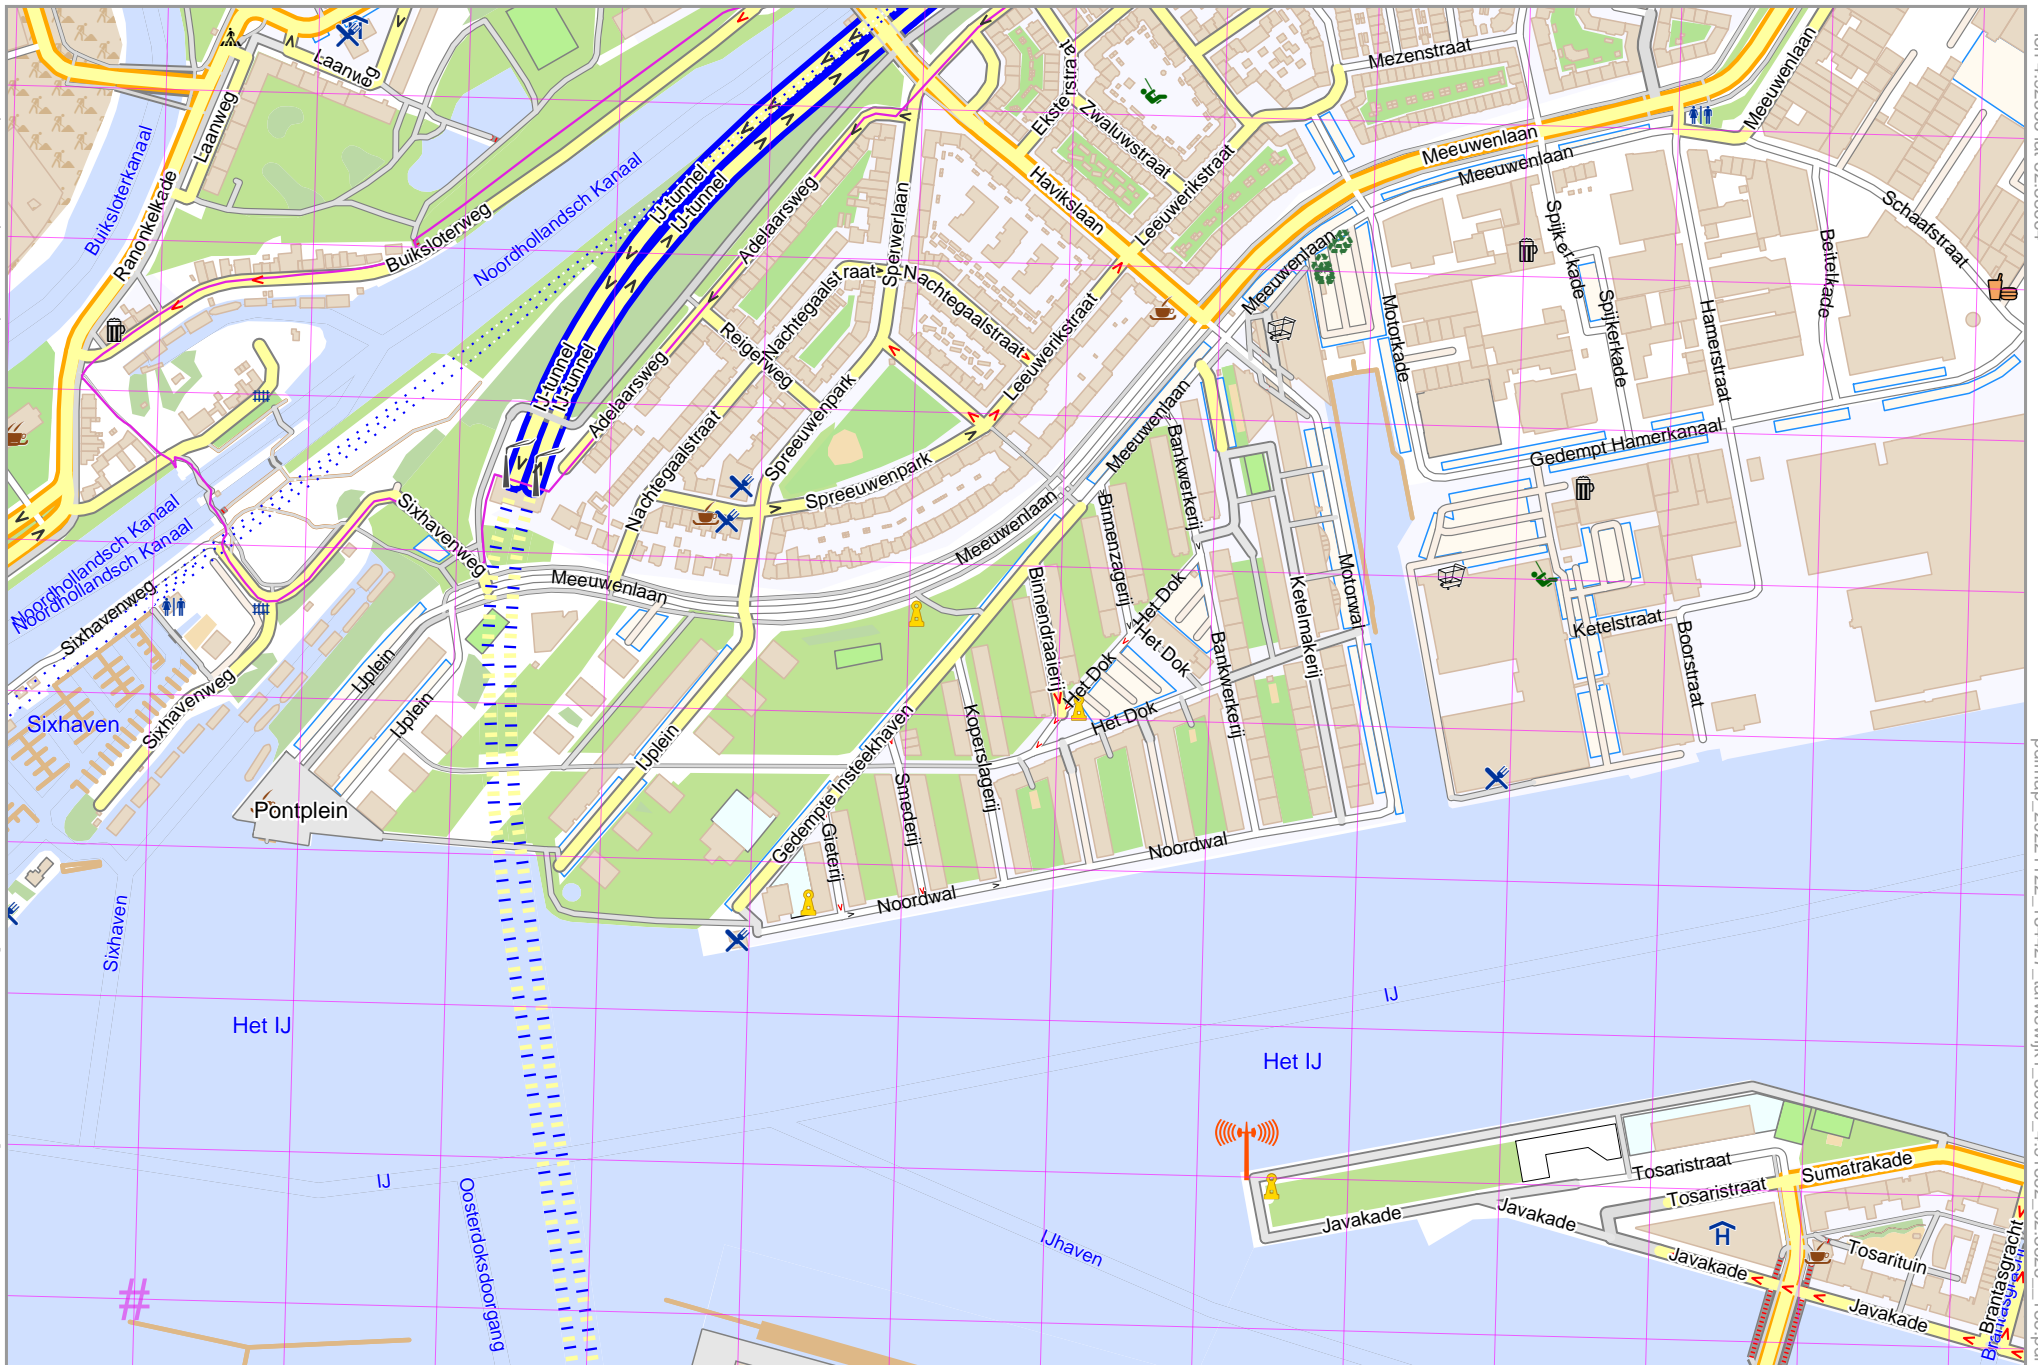 Laanweg
Mezenstraat
Laanweg
Eksterstraat
Zwaluwstraat
Meeuwenlaan
Meeuwenlaan
Meeuwenlaan
Buiksloterkanaal
Ranonkelkade
Noordhollandsch Kanaal
IJ-tunnel
IJ-tunnel
Adelaarsweg
Sperwerlaan
Havikslaan
Leeuwerikstraat
Spijkerkade
Schaafstraat
Buiksloterweg
Nachtegaalstraat
Nachtegaalstraat
Meeuwenlaan
Beitelkade
Motorkade
Spijkerkade
Hamerstraat
Reigerweg
Leeuwerikstraat
IJ-tunnel
IJ-tunnel
Adelaarsweg
Nachtegaalstraat
Spreeuwenpark
Spreeuwenpark
Meeuwenlaan
Bankwerkerij
Gedempt Hamerkanaal
Noordhollandsch Kanaal
Noordhollandsch Kanaal
Sixhavenweg
Sixhavenweg
Meeuwenlaan
Meeuwenlaan
Binnenzagerij
Binnendraaierij
Het Dok
Het Dok
Het Dok
Het Dok
Bankwerkerij
Ketelmakerij
Motorwal
Ketelstraat
Boorstraat
IJplein
IJplein
IJplein
Sixhavenweg
Sixhaven
Pontplein
Gedempte Insteekhaven
Koperslagerij
Smederij
Gieterij
Noordwal
Noordwal
Sixhaven
Het IJ
IJ
Het IJ
IJ
Oosterdoksdoorgang
IJhaven
Javakade
Javakade
Tosaristraat
Tosaristraat
Sumatrakade
Javakade
Tosarituin
Javakade
Brantasgracht
Brantasgracht
#